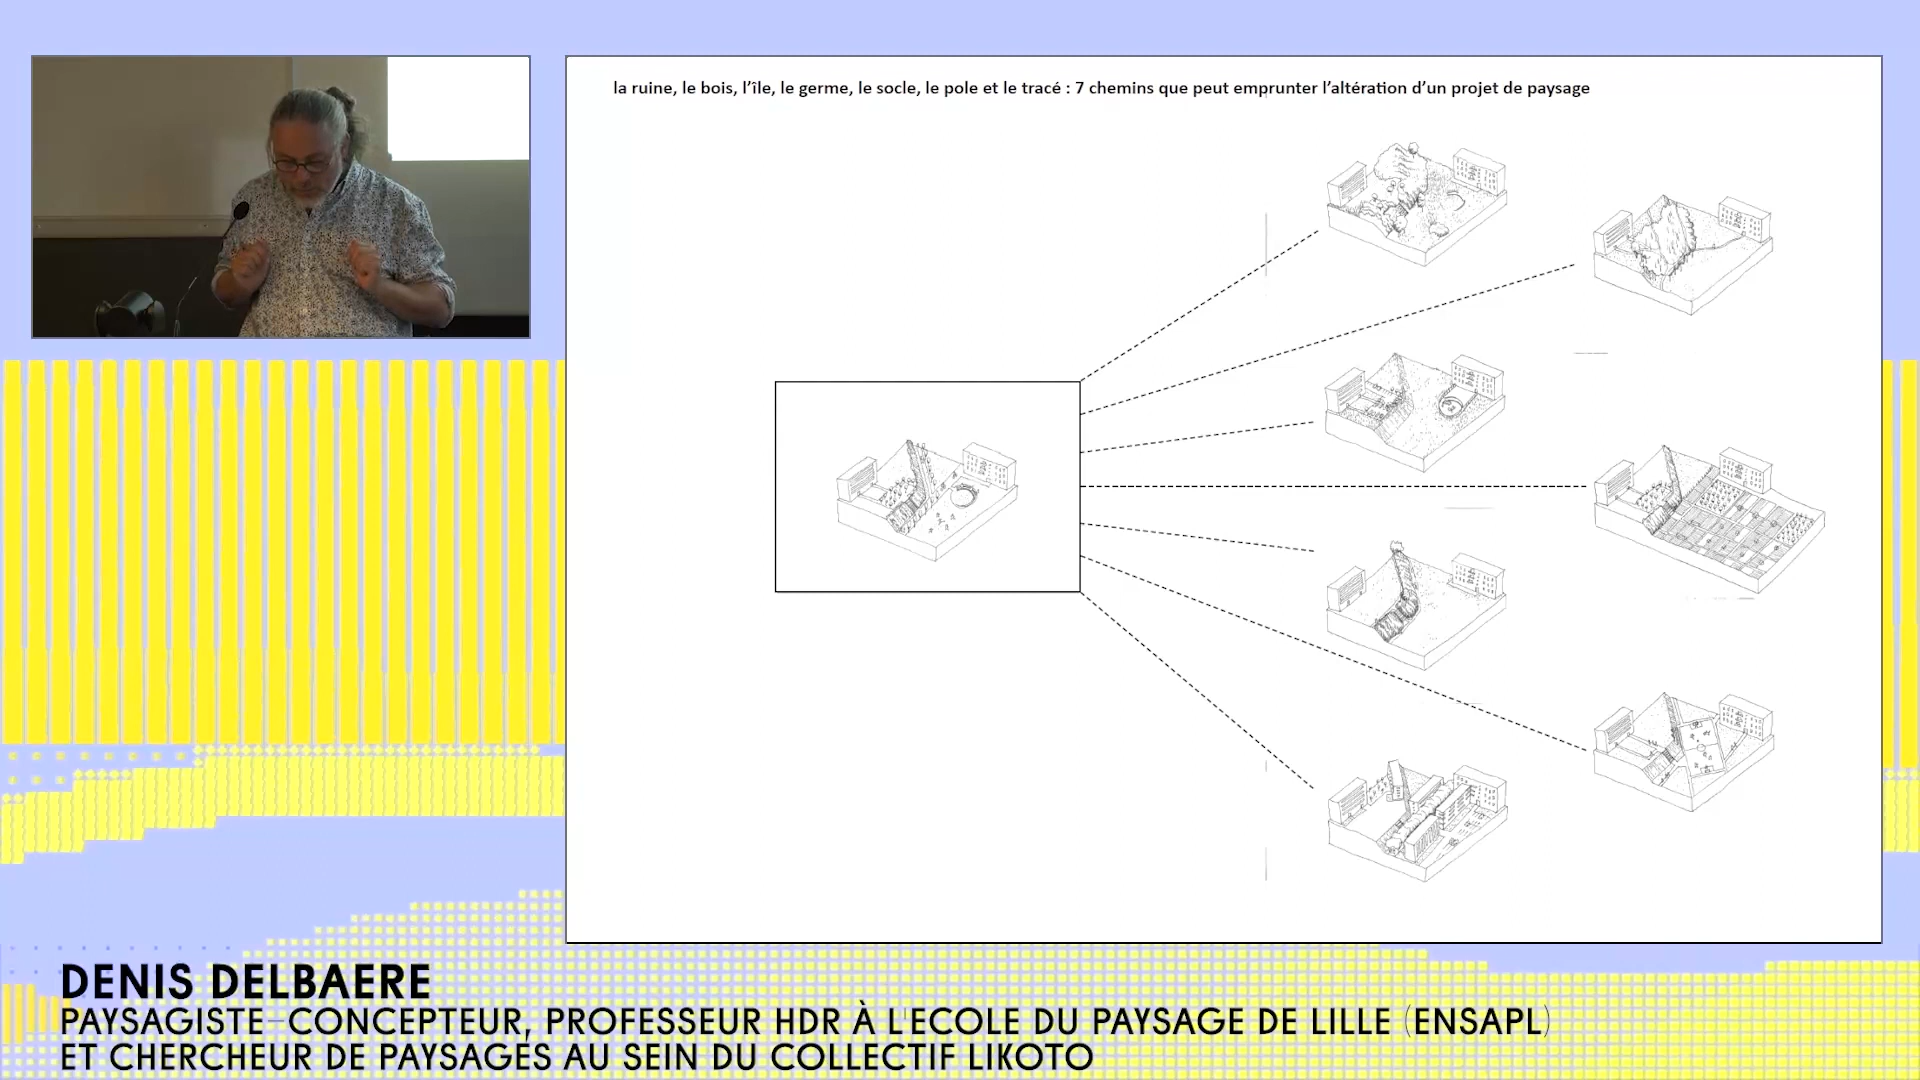 la ruine, le bois, l'île, le germe, le socle, le pole et le tracé : 7 chemins que peut emprunter l'altération d'un projet de paysage
DENIS DELBAERE
PAYSAGISTE-CONCEPTEUR, PROFESSEUR HDR À L'ECOLE DU PAYSAGE DE LILLE (ENSAPL)
ET CHERCHEUR DE PAYSAGES AU SEIN DU COLLECTIF LIKOTO